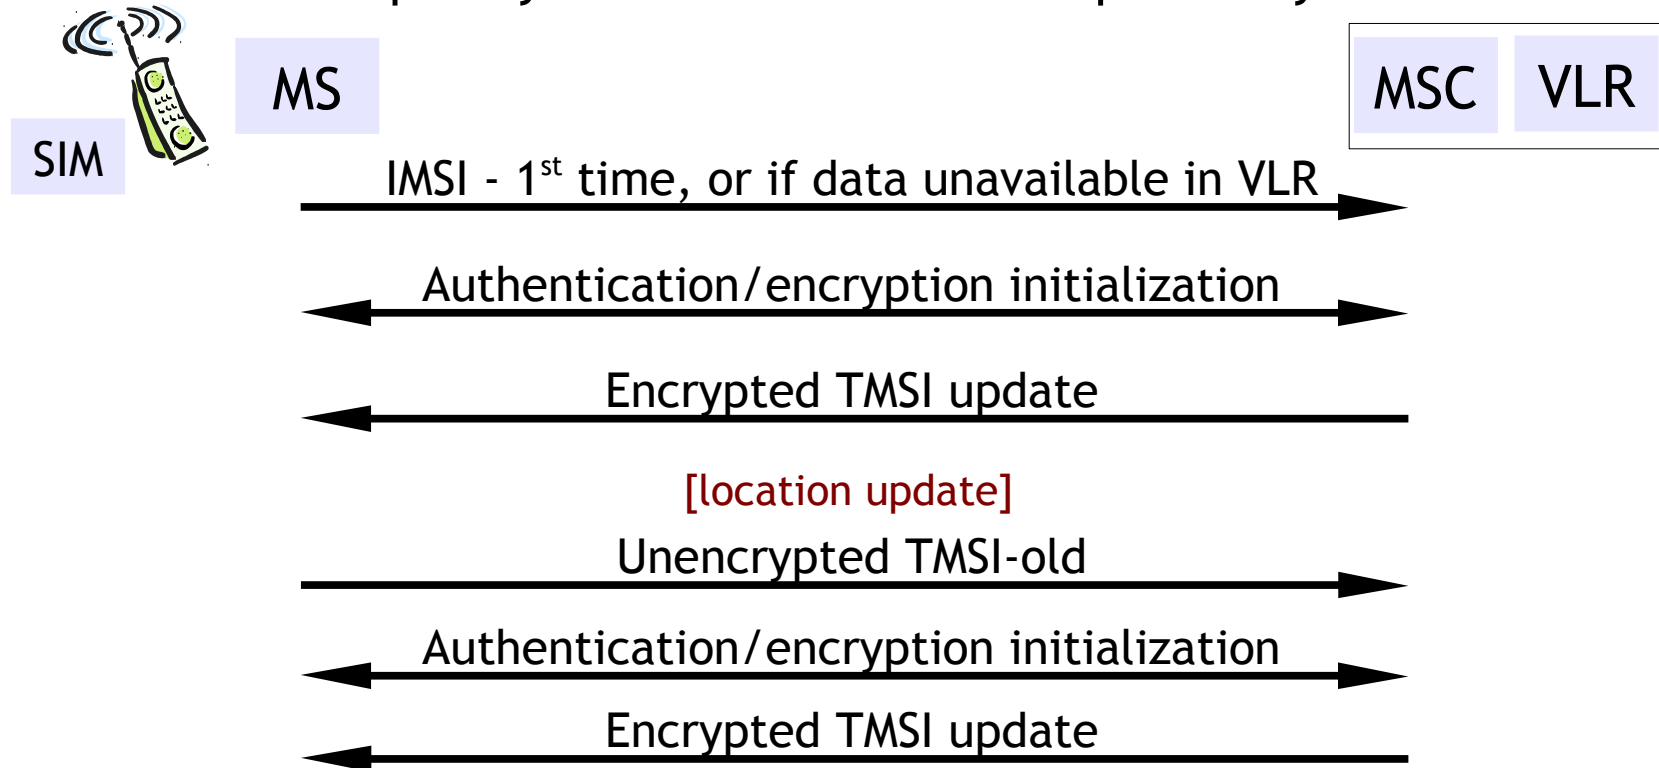 MS
MSC VLR
SIM
IMSI - 1st time, or if data unavailable in VLR
Authentication/encryption initialization
Encrypted TMSI update
[location update]
Unencrypted TMSI-old
Authentication/encryption initialization
Encrypted TMSI update